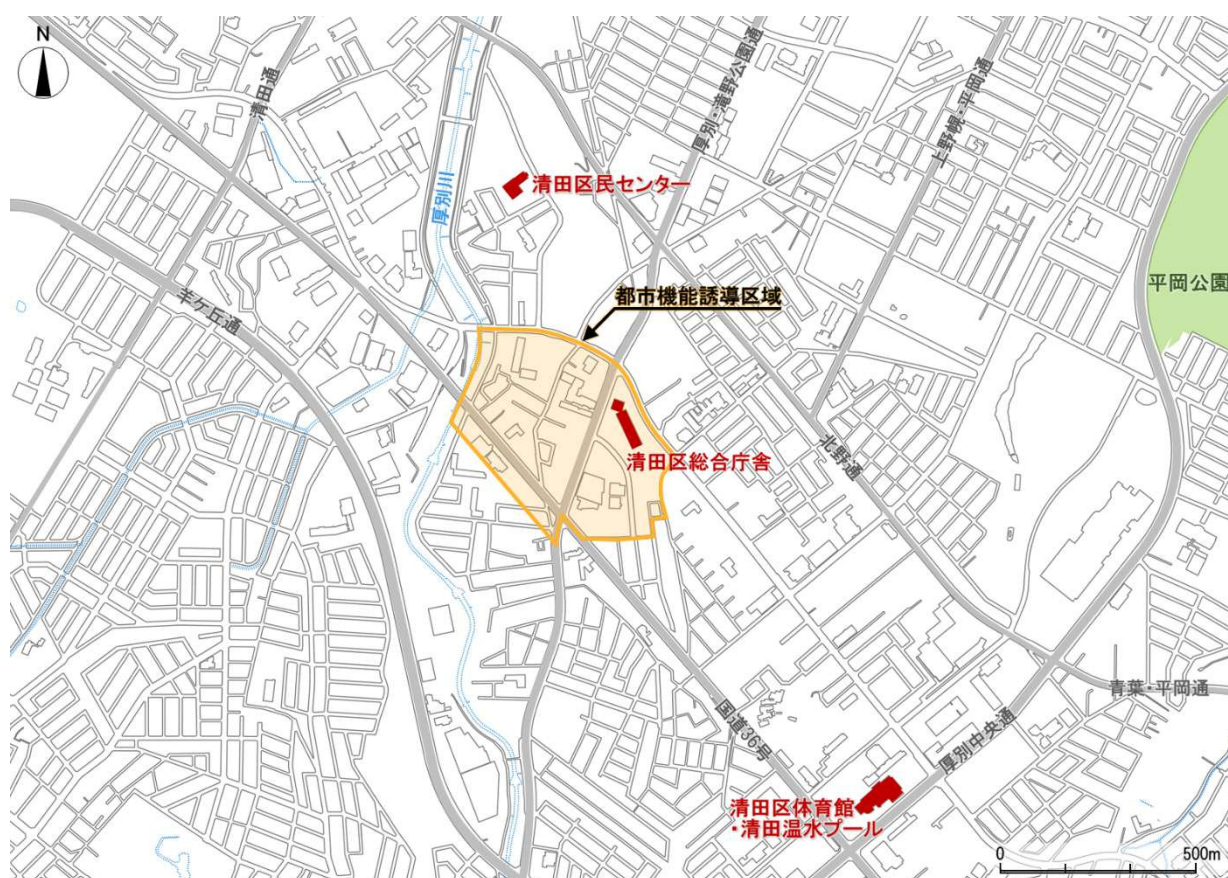 N
清田通
厚別・滝野公園通
上野幌・平岡通
厚別川
清田区民センター
平岡公園
都市機能誘導区域
羊ケ丘通
北野通
清田区総合庁舎
青葉・平岡通
国道36号
厚別中央通
清田区体育館
・清田温水プール
0 500m